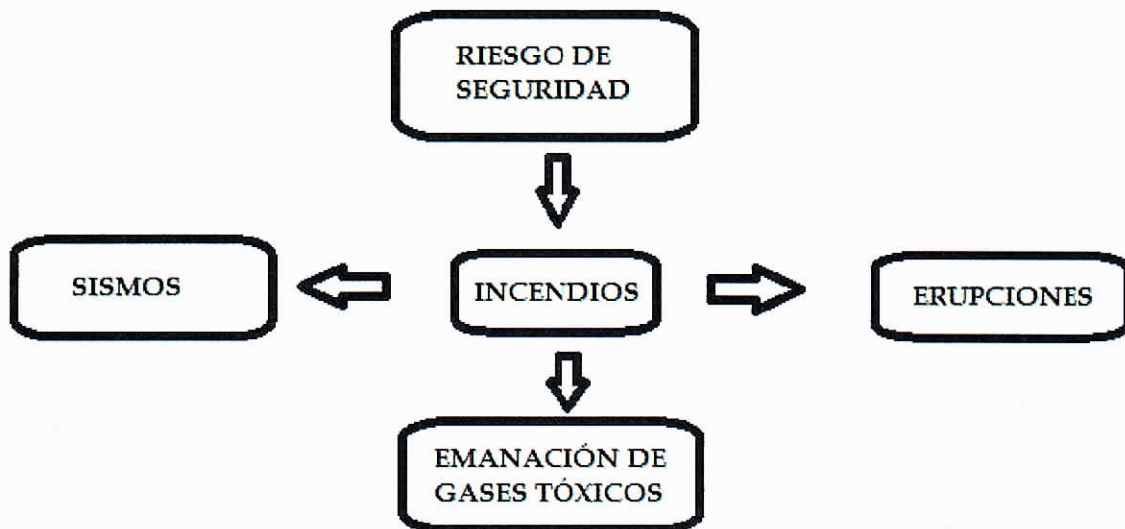 RIESGO DE
SEGURIDAD
SISMOS
INCENDIOS
ERUPCIONES
EMANACIÓN DE
GASES TÓXICOS